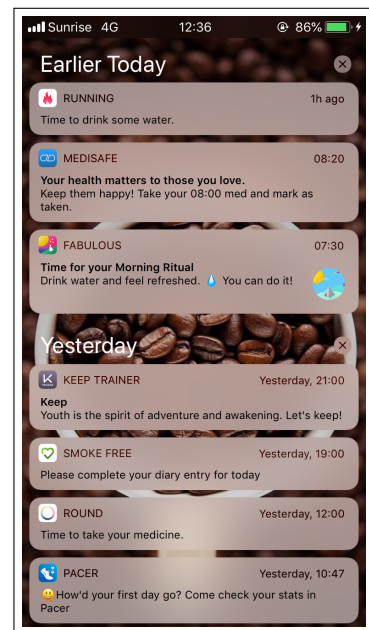 Sunrise 4G 12:36 86%
Earlier Today
RUNNING 1h ago
Time to drink some water.
MEDISAFE 08:20
Your health matters to those you love.
Keep them happy! Take your 08:00 med and mark as
taken.
FABULOUS 07:30
Time for your Morning Ritual
Drink water and feel refreshed. 💧 You can do it!
Yesterday
KEEP TRAINER Yesterday, 21:00
Keep
Youth is the spirit of adventure and awakening. Let's keep!
SMOKE FREE Yesterday, 19:00
Please complete your diary entry for today
ROUND Yesterday, 12:00
Time to take your medicine.
PACER Yesterday, 10:47
😀How'd your first day go? Come check your stats in
Pacer